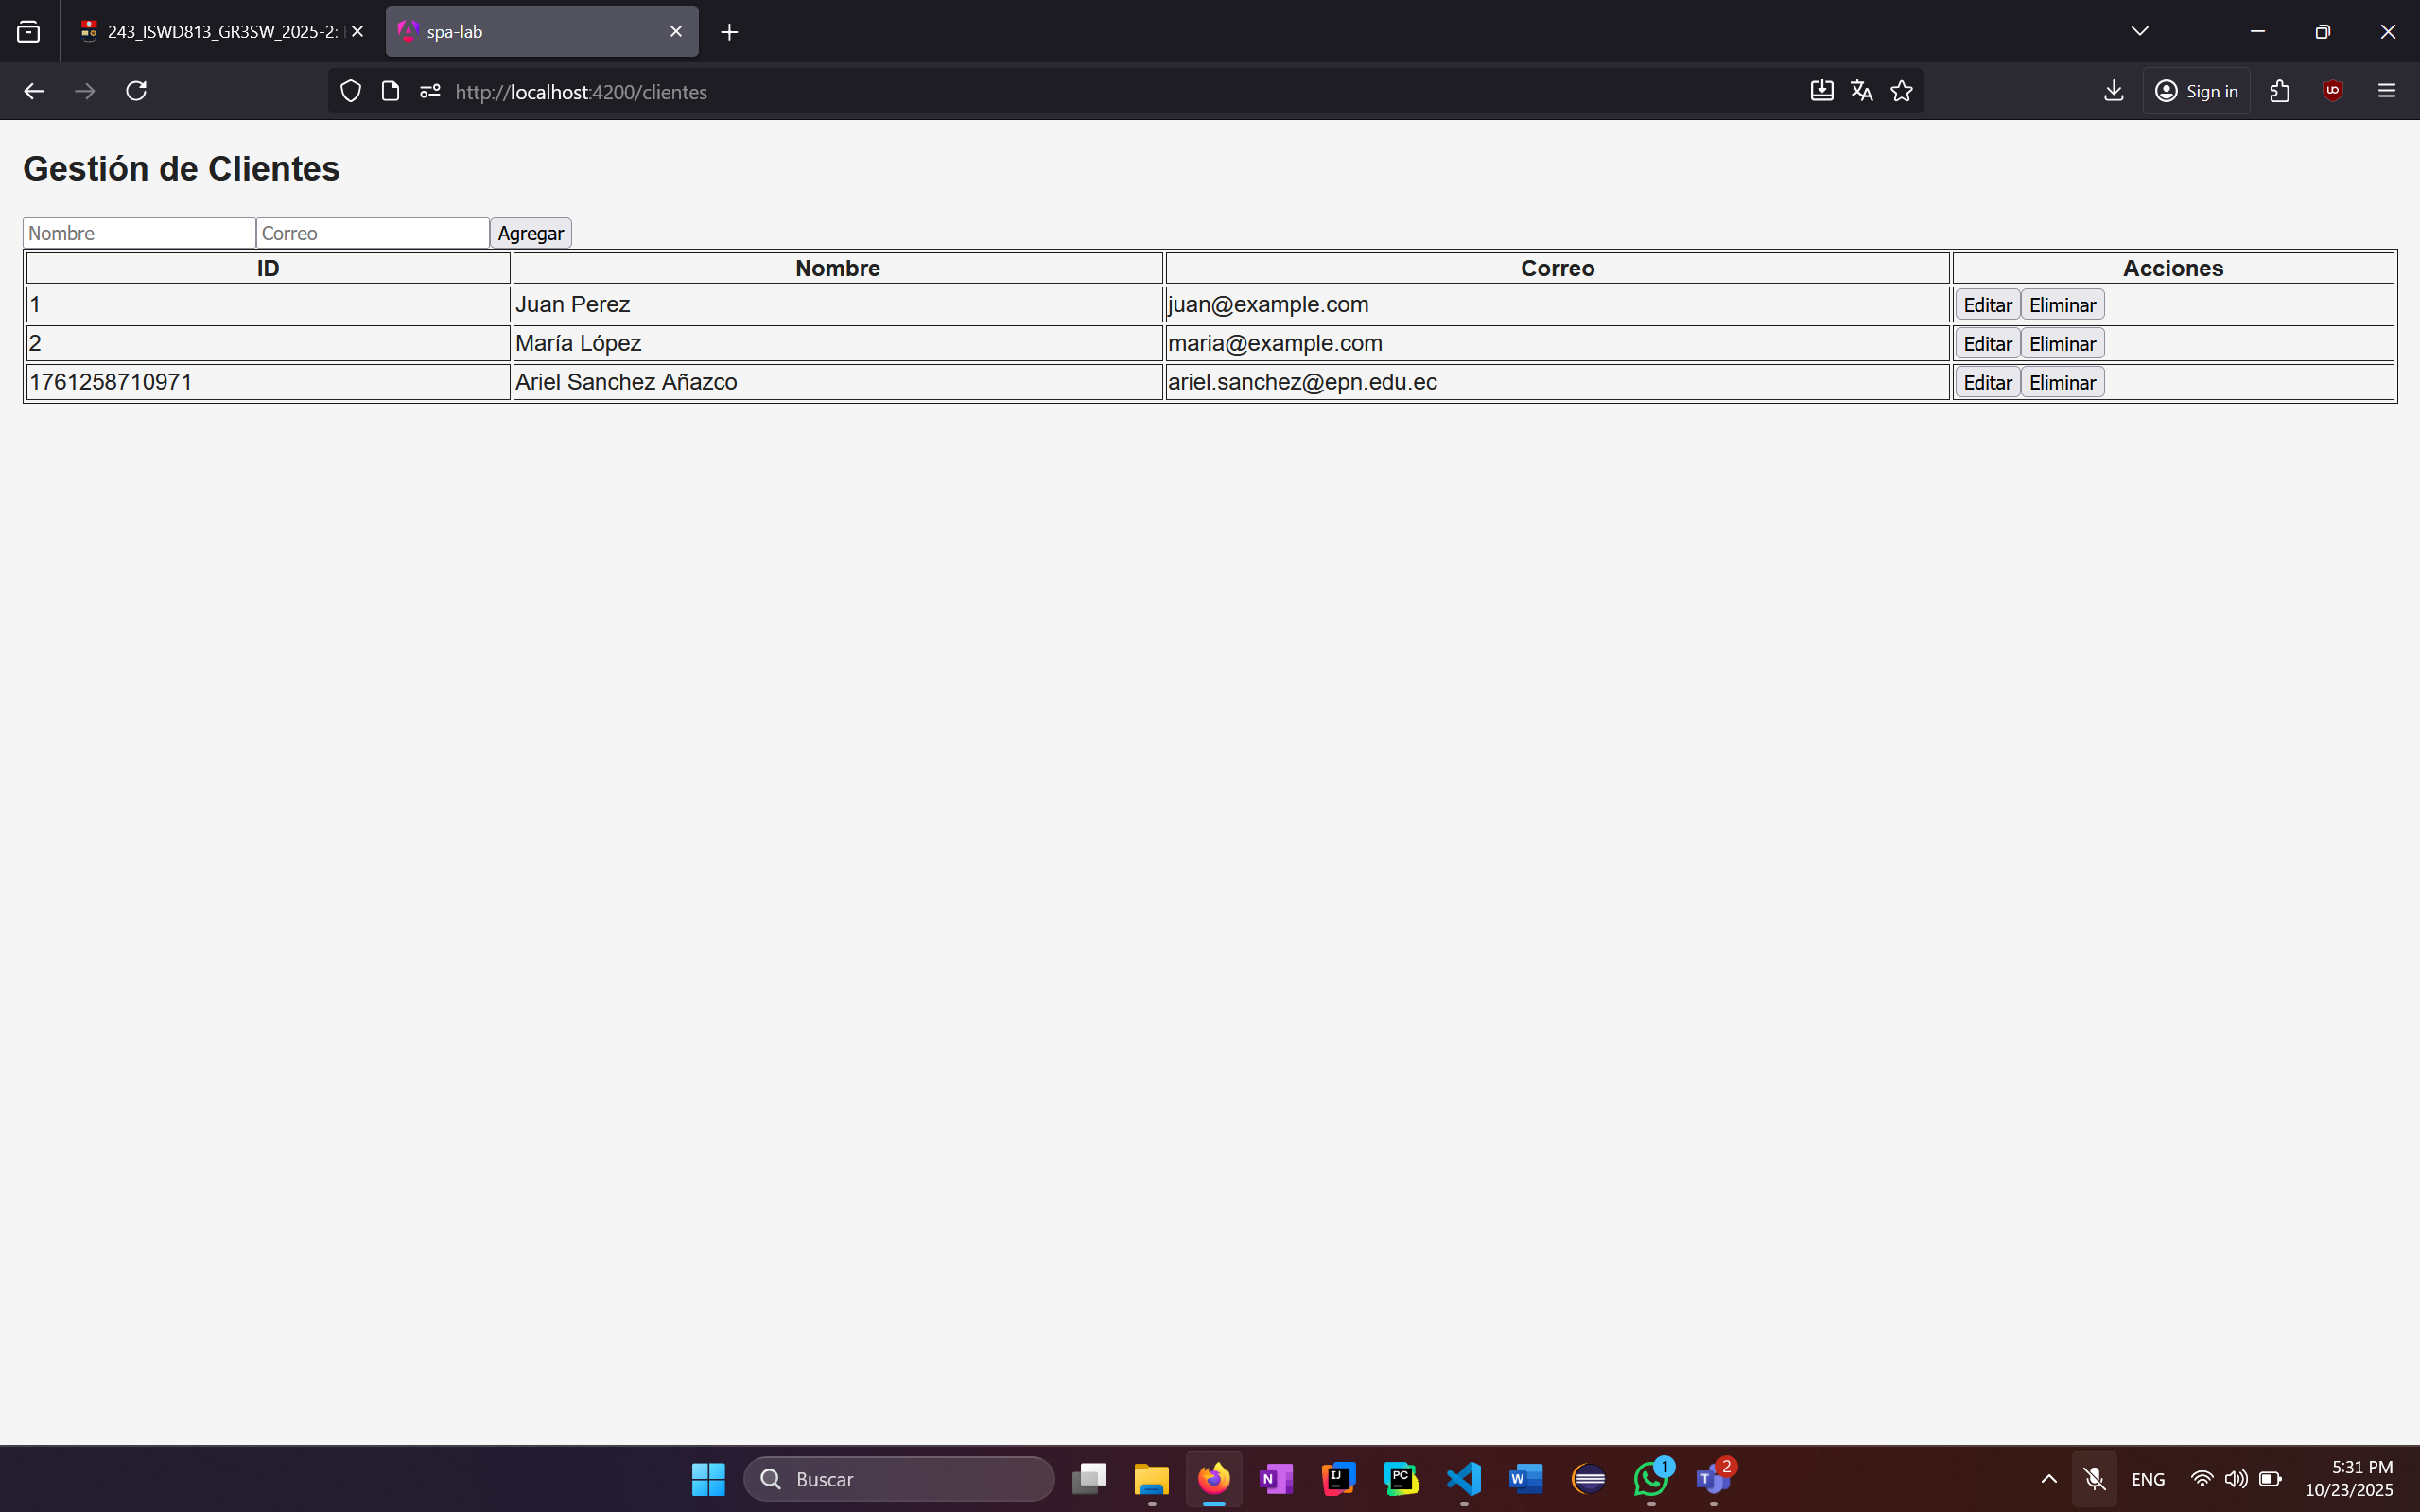 243_ISWD813_GR3SW_2025-2:
spa-lab
http://localhost:4200/clientes
Sign in
Gestión de Clientes
Nombre Correo Agregar
ID Nombre Correo Acciones
1 Juan Perez juan@example.com Editar Eliminar
2 María López maria@example.com Editar Eliminar
1761258710971 Ariel Sanchez Añazco ariel.sanchez@epn.edu.ec Editar Eliminar
Buscar
N
IJ
PC
W
1
T
2
ENG
5:31 PM
10/23/2025